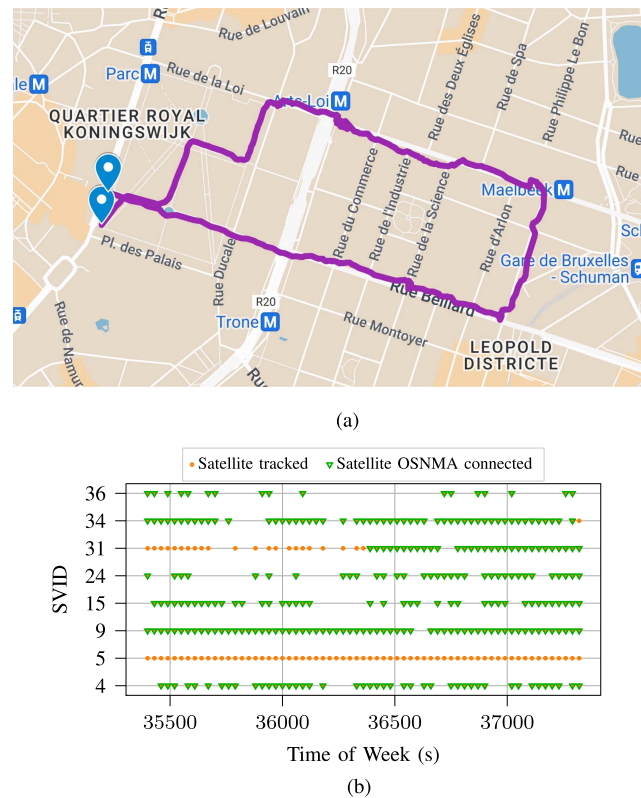 Rue de Louvain
R
Parc M
Rue de la Loi
R20
Arts-Loi M
Rue des Deux Églises
Rue de Spa
Rue Philippe Le Bon
le M
QUARTIER ROYAL
KONINGSWIJK
Rue
Maelbeek M
Rue du Commerce
Rue de l'Industrie
Rue de la Science
Rue d'Arlon
Sc
Pl. des Palais
Rue Ducale
Gare de Bruxelles
- Schuman
R20
Rue Belliard
Trone M
Rue Montoyer
Rue de Namur
LEOPOLD
DISTRICTE
Ru
(a)
Satellite tracked Satellite OSNMA connected
36
34
31
24
15
9
5
4
SVID
35500 36000 36500 37000
Time of Week (s)
(b)